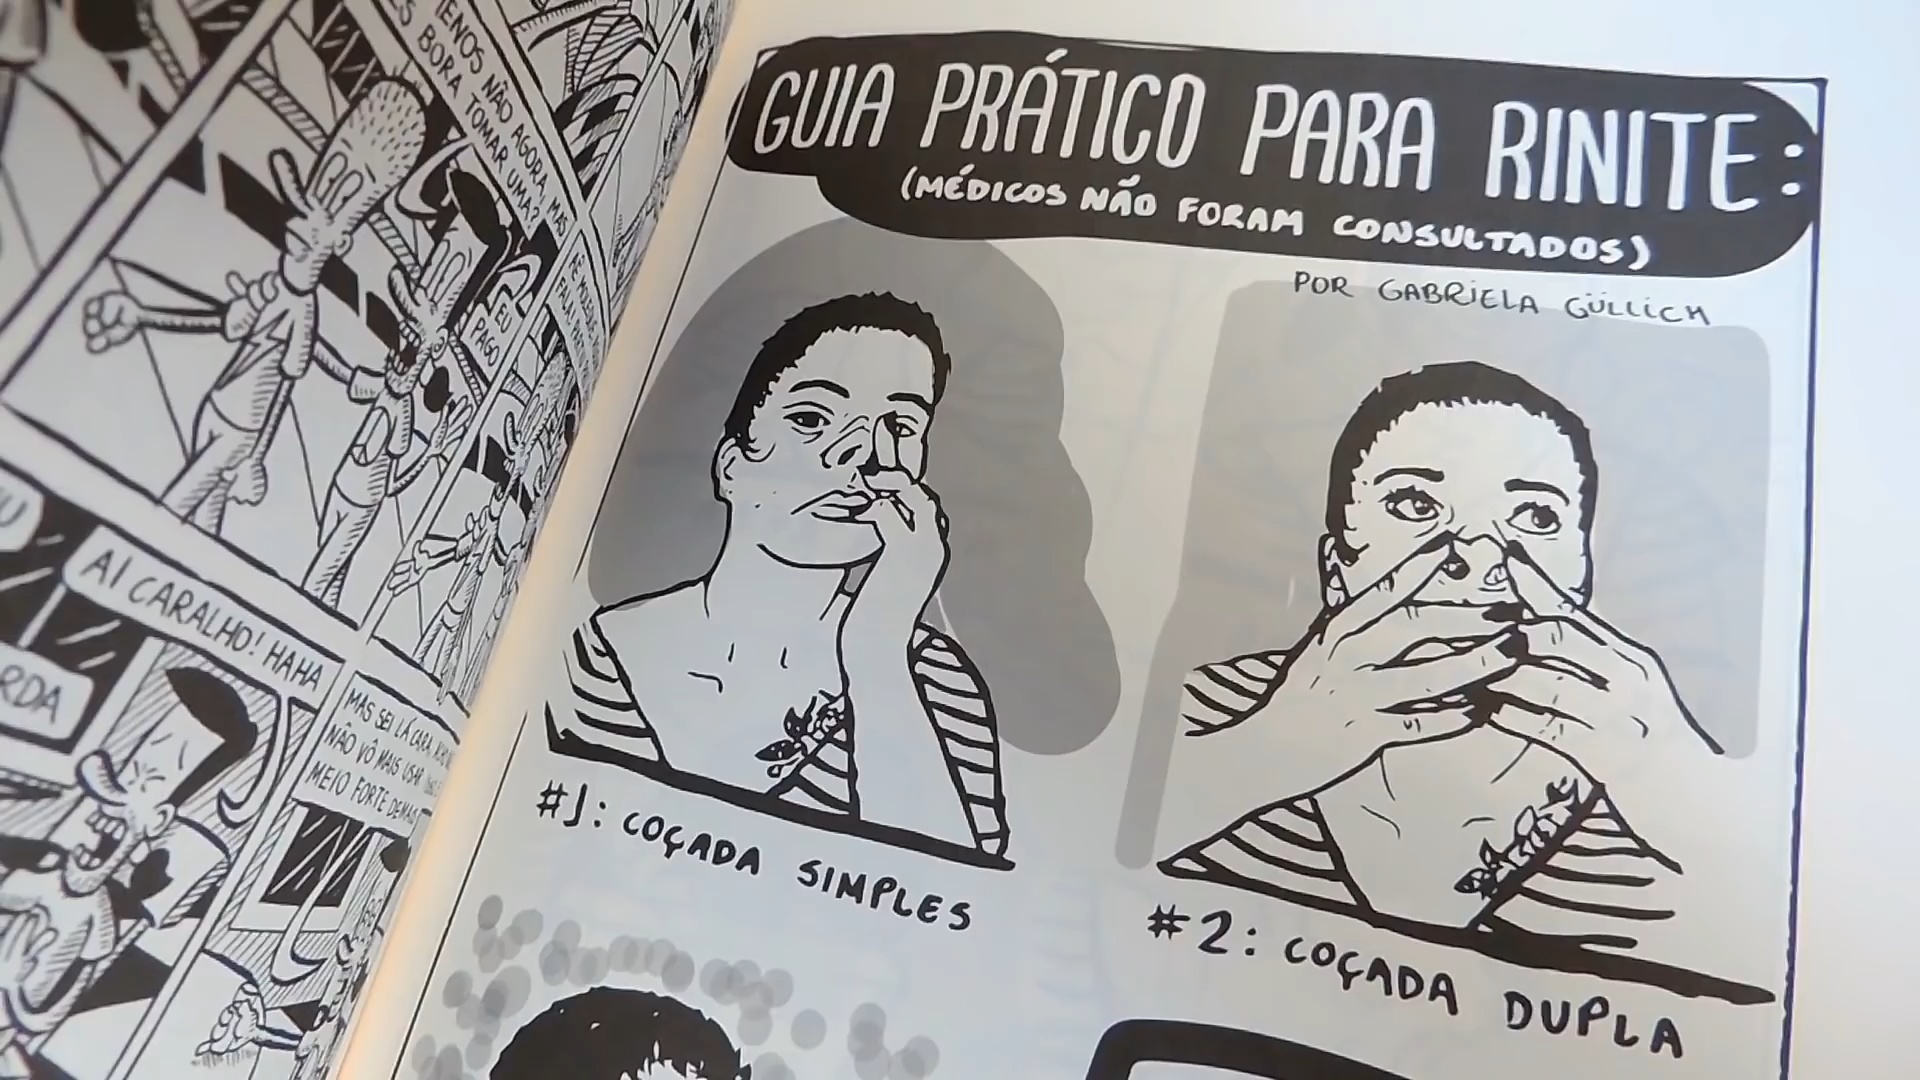 MENOS NÃO AGORA, MAS
BORA TOMAR UMA?
EU
PAGO
U
AI CARALHO! HAHA
RDA
MAS SEI LÁ CARA,
NÃO VÔ MAIS USAR
MEIO FORTE DEMAIS
GUIA PRÁTICO PARA RINITE:
(MÉDICOS NÃO FORAM CONSULTADOS)
POR GABRIELA GÜLLICH
#1: COÇADA SIMPLES
#2: COÇADA DUPLA